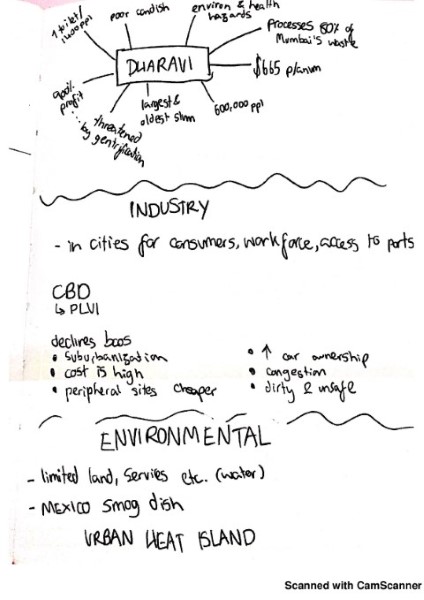 1 toilet/
1400 ppl
poor condish
environ & health
hazards
processes 80% of
Mumbai's waste
DHARAVI
$665 p/annum
900%
profit
threatened
... by gentrification
largest &
oldest slum
600,000 ppl
INDUSTRY
- in cities for consumers, workforce, access to ports
CBD
↳ PLVI
declines bcos
• suburbanization
• cost is high
• peripheral sites cheaper
• ↑ car ownership
• congestion
• dirty & unsafe
ENVIRONMENTAL
- limited land, servies etc. (water)
- MEXICO smog dish
URBAN HEAT ISLAND
Scanned with CamScanner